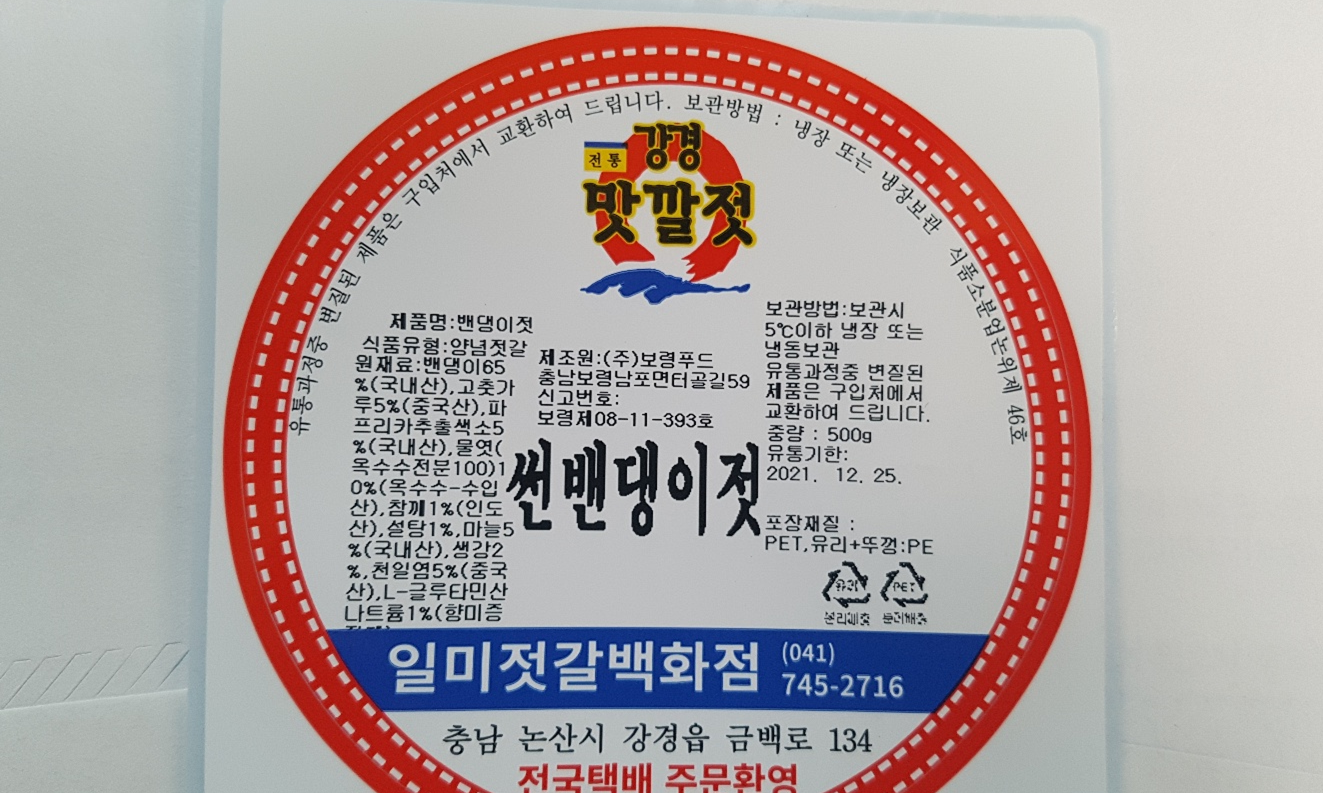 유통과정중 변질된 제품은 구입처에서 교환하여 드립니다. 보관방법 : 냉장 또는 냉장보관 식품소분업논위제 46호
전통
강경
맛깔젓
제품명:밴댕이젓
식품유형:양념젓갈
원재료:밴댕이65
%(국내산),고춧가
루5%(중국산),파
프리카추출색소5
%(국내산),물엿(
옥수수전분100)1
0%(옥수수-수입
산),참깨1%(인도
산),설탕1%,마늘5
%(국내산),생강2
%,천일염5%(중국
산),L-글루타민산
나트륨1%(향미증
제조원:(주)보령푸드
충남보령남포면터골길59
신고번호:
보령제08-11-393호
썬밴댕이젓
보관방법:보관시
5℃이하 냉장 또는
냉동보관
유통과정중 변질된
제품은 구입처에서
교환하여 드립니다.
중량 : 500g
유통기한:
2021. 12. 25.
포장재질 :
PET,유리+뚜껑:PE
유리 PET
분리배출 분리배출
일미젓갈백화점 (041)
745-2716
충남 논산시 강경읍 금백로 134
전국택배 주문환영